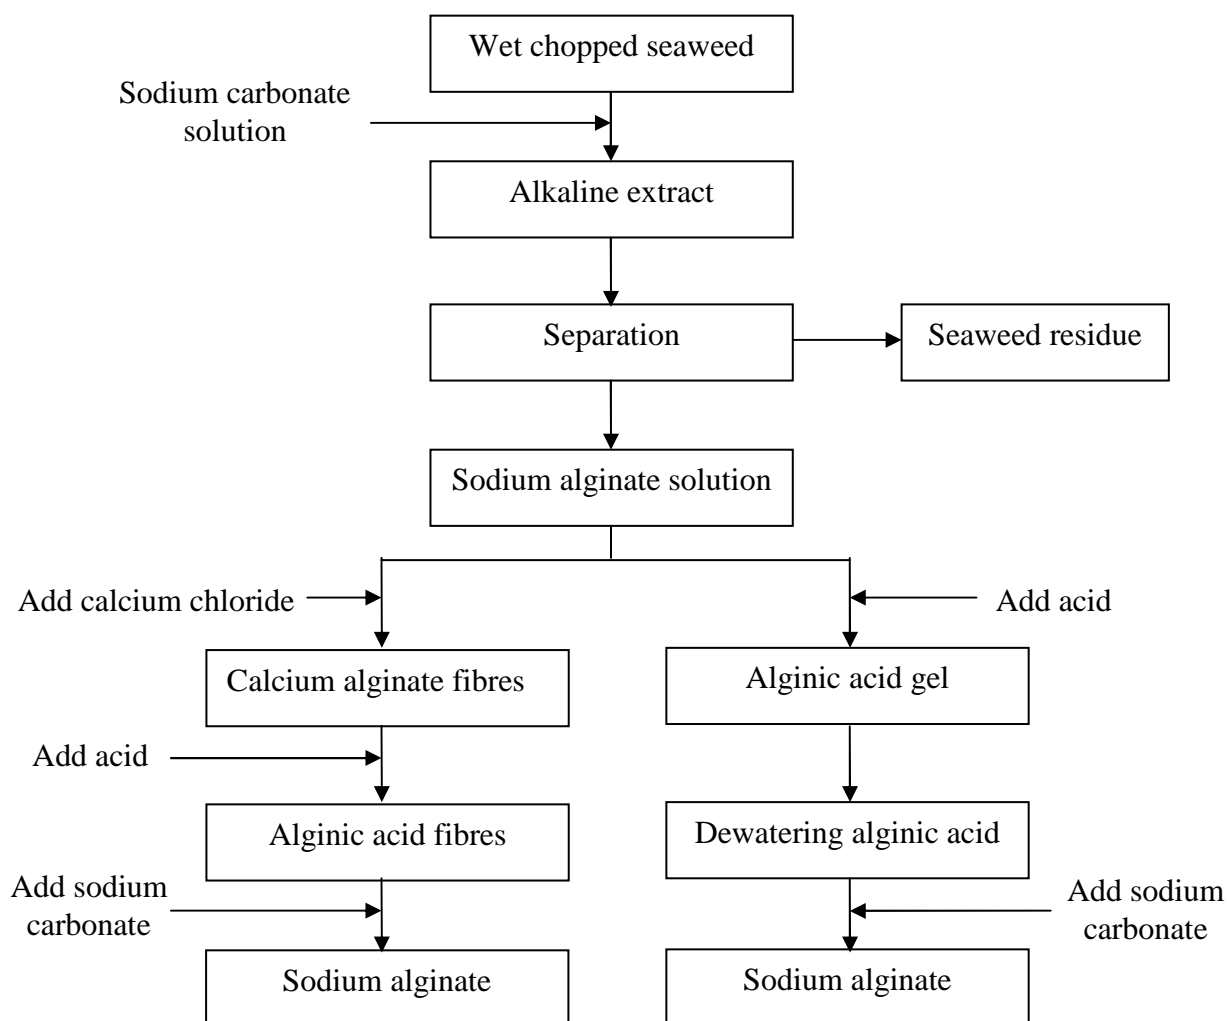 Wet chopped seaweed
Sodium carbonate
solution
Alkaline extract
Separation
Seaweed residue
Sodium alginate solution
Add calcium chloride
Add acid
Calcium alginate fibres
Alginic acid gel
Add acid
Alginic acid fibres
Dewatering alginic acid
Add sodium
carbonate
Add sodium
carbonate
Sodium alginate
Sodium alginate